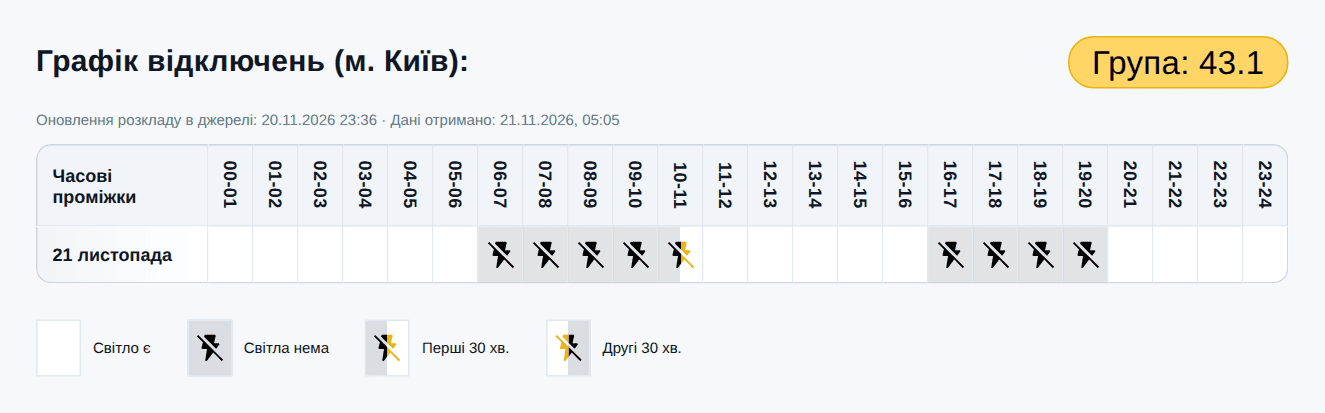 Графік відключень (м. Київ):
Група: 43.1
Оновлення розкладу в джерелі: 20.11.2026 23:36 · Дані отримано: 21.11.2026, 05:05
Часові
проміжки
00-01
01-02
02-03
03-04
04-05
05-06
06-07
07-08
08-09
09-10
10-11
11-12
12-13
13-14
14-15
15-16
16-17
17-18
18-19
19-20
20-21
21-22
22-23
23-24
21 листопада
Світло є
Світла нема
Перші 30 хв.
Другі 30 хв.